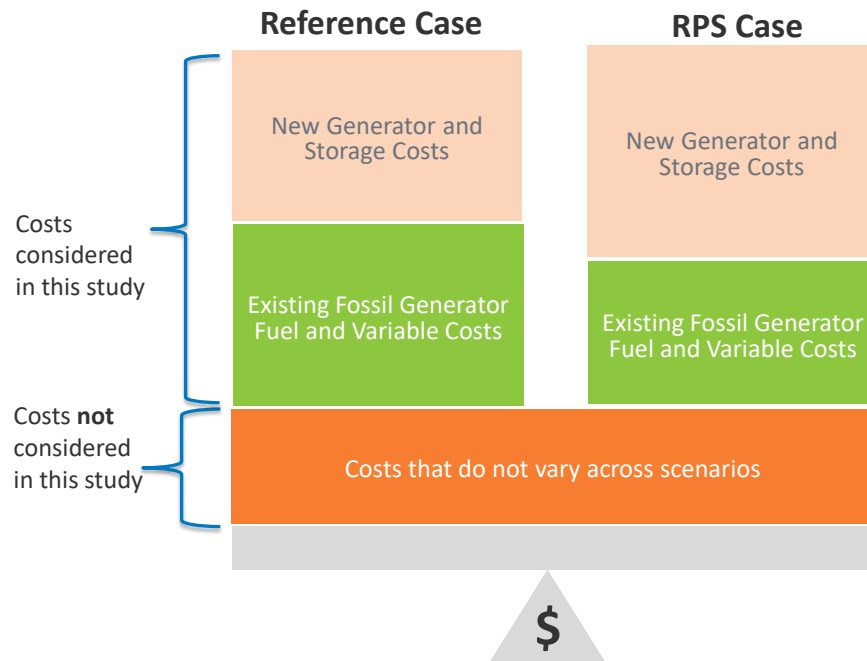 Reference Case
RPS Case
New Generator and
Storage Costs
New Generator and
Storage Costs
Costs
considered
in this study
Existing Fossil Generator
Fuel and Variable Costs
Existing Fossil Generator
Fuel and Variable Costs
Costs not
considered
in this study
Costs that do not vary across scenarios
$